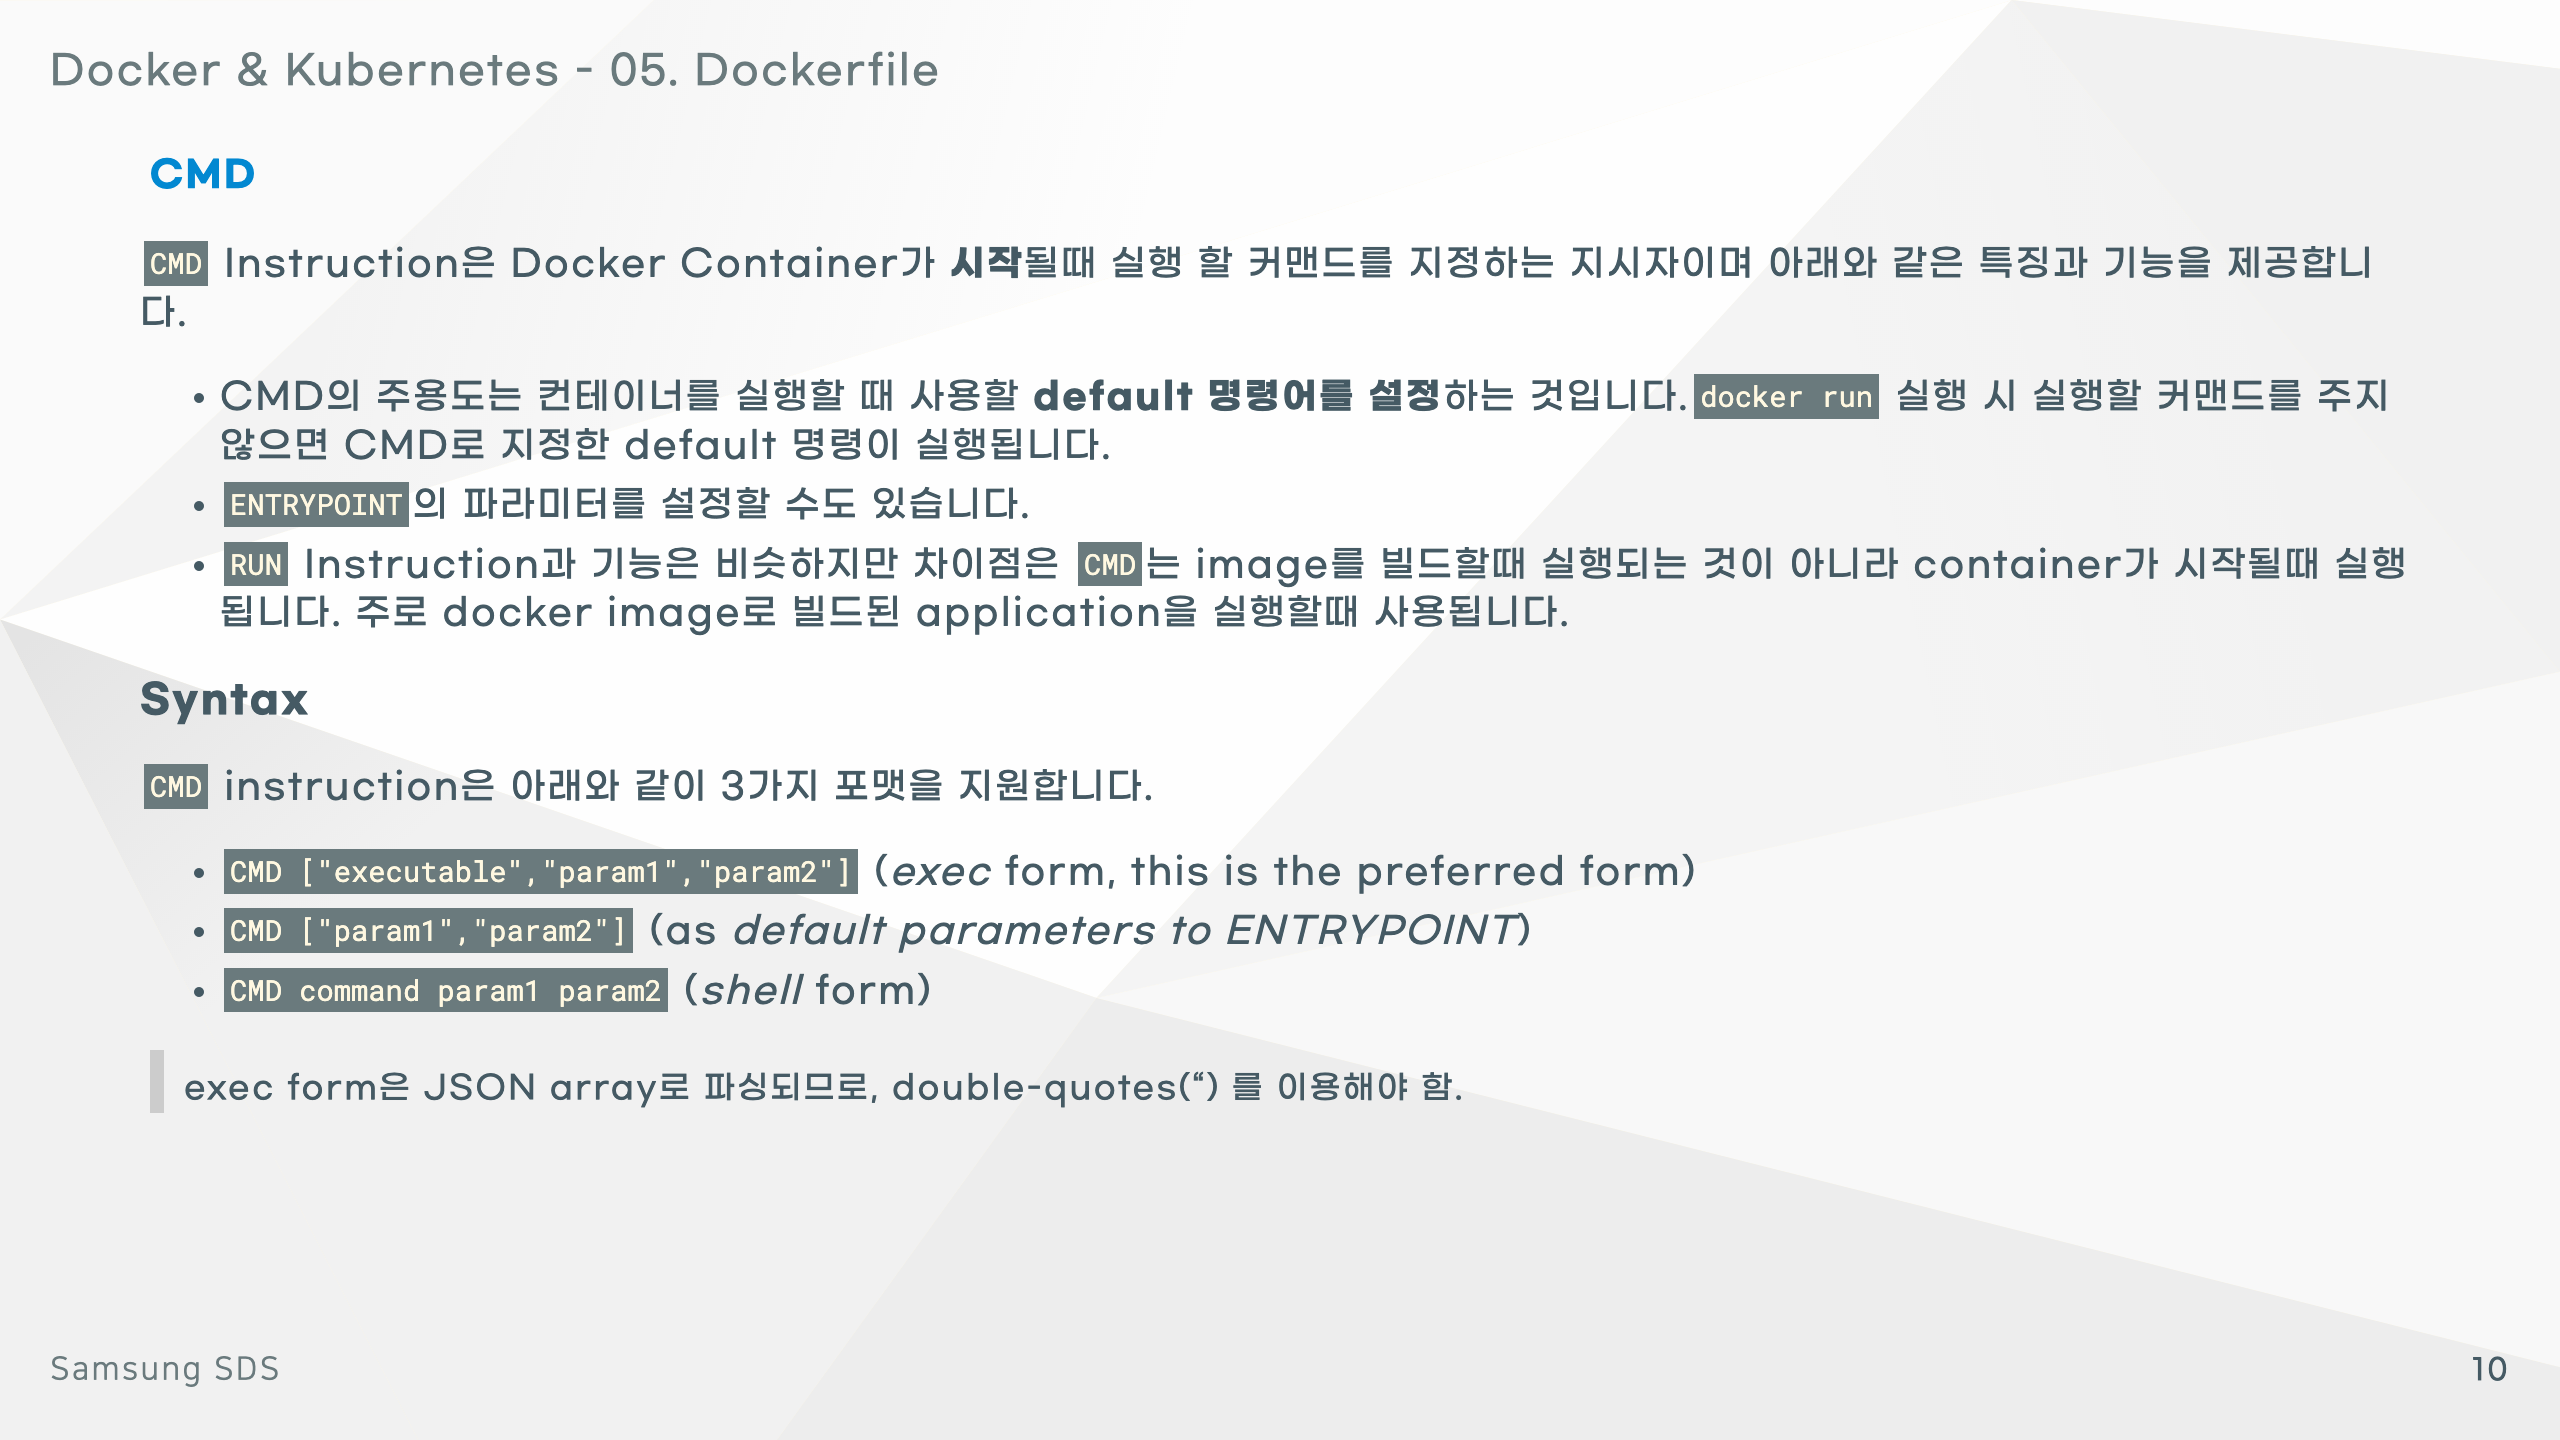 Docker & Kubernetes - 05. Dockerfile
CMD
CMD Instruction은 Docker Container가 시작될때 실행 할 커맨드를 지정하는 지시자이며 아래와 같은 특징과 기능을 제공합니
다.
• CMD의 주용도는 컨테이너를 실행할 때 사용할 default 명령어를 설정하는 것입니다. docker run 실행 시 실행할 커맨드를 주지
않으면 CMD로 지정한 default 명령이 실행됩니다.
• ENTRYPOINT의 파라미터를 설정할 수도 있습니다.
• RUN Instruction과 기능은 비슷하지만 차이점은 CMD는 image를 빌드할때 실행되는 것이 아니라 container가 시작될때 실행
됩니다. 주로 docker image로 빌드된 application을 실행할때 사용됩니다.
Syntax
CMD instruction은 아래와 같이 3가지 포맷을 지원합니다.
• CMD ["executable","param1","param2"] (exec form, this is the preferred form)
• CMD ["param1","param2"] (as default parameters to ENTRYPOINT)
• CMD command param1 param2 (shell form)
exec form은 JSON array로 파싱되므로, double-quotes(“) 를 이용해야 함.
Samsung SDS
10